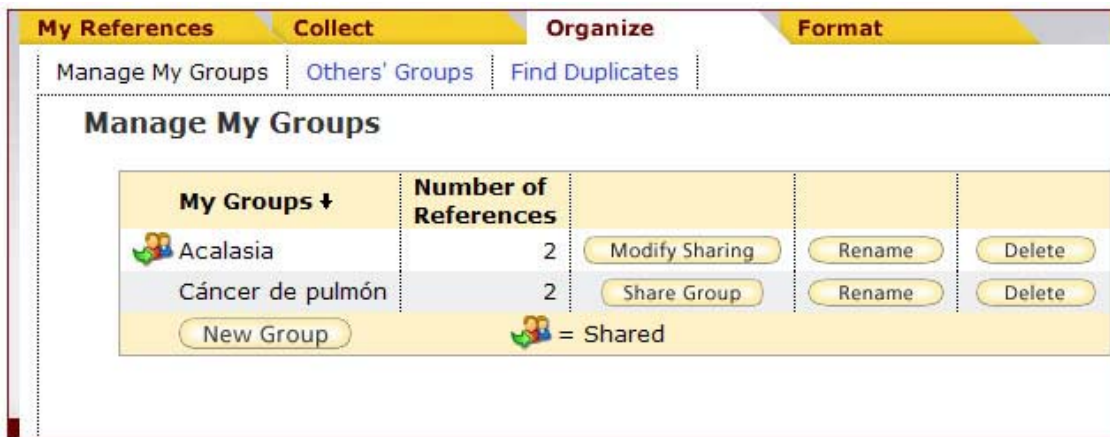 My References Collect Organize Format
Manage My Groups Others' Groups Find Duplicates
Manage My Groups
My Groups Number of References
Acalasia 2 Modify Sharing Rename Delete
Cáncer de pulmón 2 Share Group Rename Delete
New Group = Shared